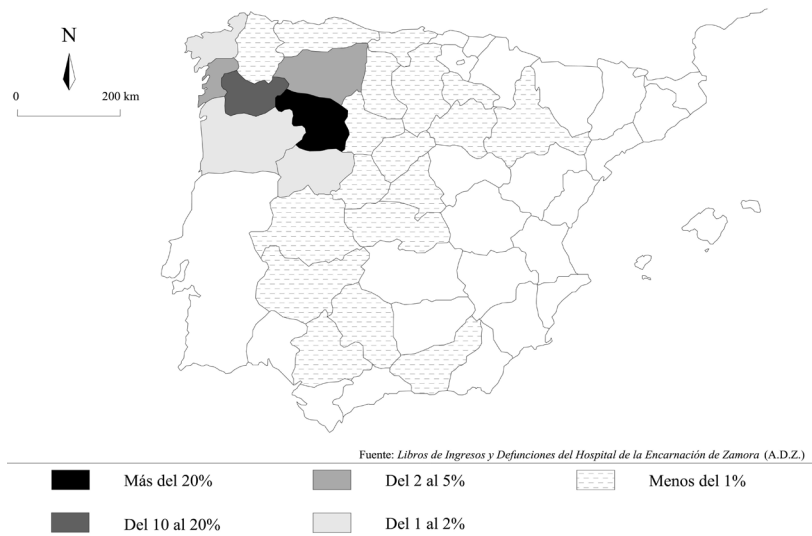 N
0 200 km
Fuente: Libros de Ingresos y Defunciones del Hospital de la Encarnación de Zamora (A.D.Z.)
Más del 20% Del 2 al 5% Menos del 1%
Del 10 al 20% Del 1 al 2%